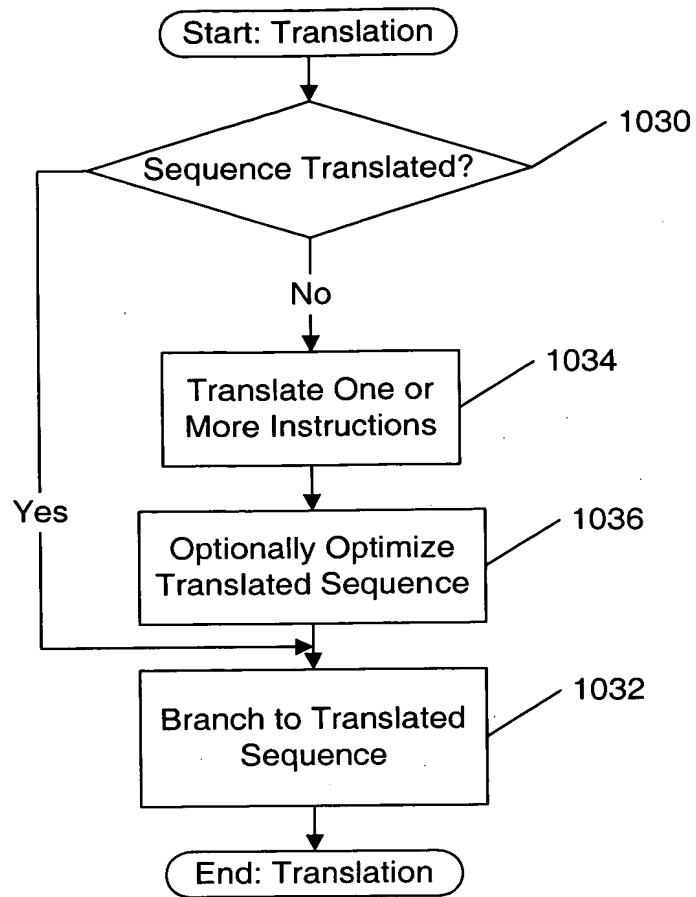 Start: Translation
1030
Sequence Translated?
No
1034
Translate One or
More Instructions
Yes
1036
Optionally Optimize
Translated Sequence
1032
Branch to Translated
Sequence
End: Translation